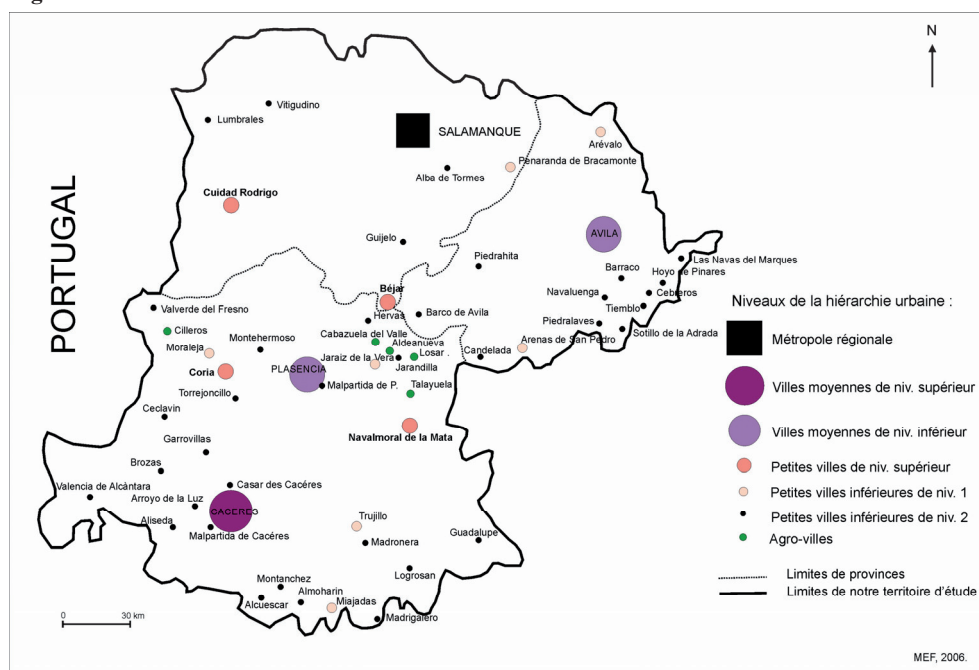 N
Vitigudino
Lumbrales
SALAMANQUE
Arévalo
Penaranda de Bracamonte
Alba de Tormes
PORTUGAL
Cuidad Rodrigo
AVILA
Guijelo
Piedrahita
Las Navas del Marques
Barraco
Hoyo de Pinares
Béjar
Navaluenga
Cebreros
Valverde del Fresno
Hervas
Barco de Avila
Tiemblo
Cilleros
Cabazuela del Valle
Piedralaves
Sotillo de la Adrada
Moraleja
Montehermoso
Aldeanueva
Arenas de San Pedro
Jaraiz de la Vera
Losar .
Candelada
Coria
PLASENCIA
Jarandilla
Malpartida de P.
Talayuela
Torrejoncillo
Ceclavin
Navalmoral de la Mata
Garrovillas
Brozas
Casar des Cacéres
Valencia de Alcàntara
Arroyo de la Luz
CACERES
Trujillo
Aliseda
Malpartida de Cacéres
Madronera
Guadalupe
Logrosan
Montanchez
Almoharin
Alcuescar
Miajadas
Madrigalero
0 30 km
Niveaux de la hiérarchie urbaine :
Métropole régionale
Villes moyennes de niv. supérieur
Villes moyennes de niv. inférieur
Petites villes de niv. supérieur
Petites villes inférieures de niv. 1
Petites villes inférieures de niv. 2
Agro-villes
Limites de provinces
Limites de notre territoire d'étude
MEF, 2006.